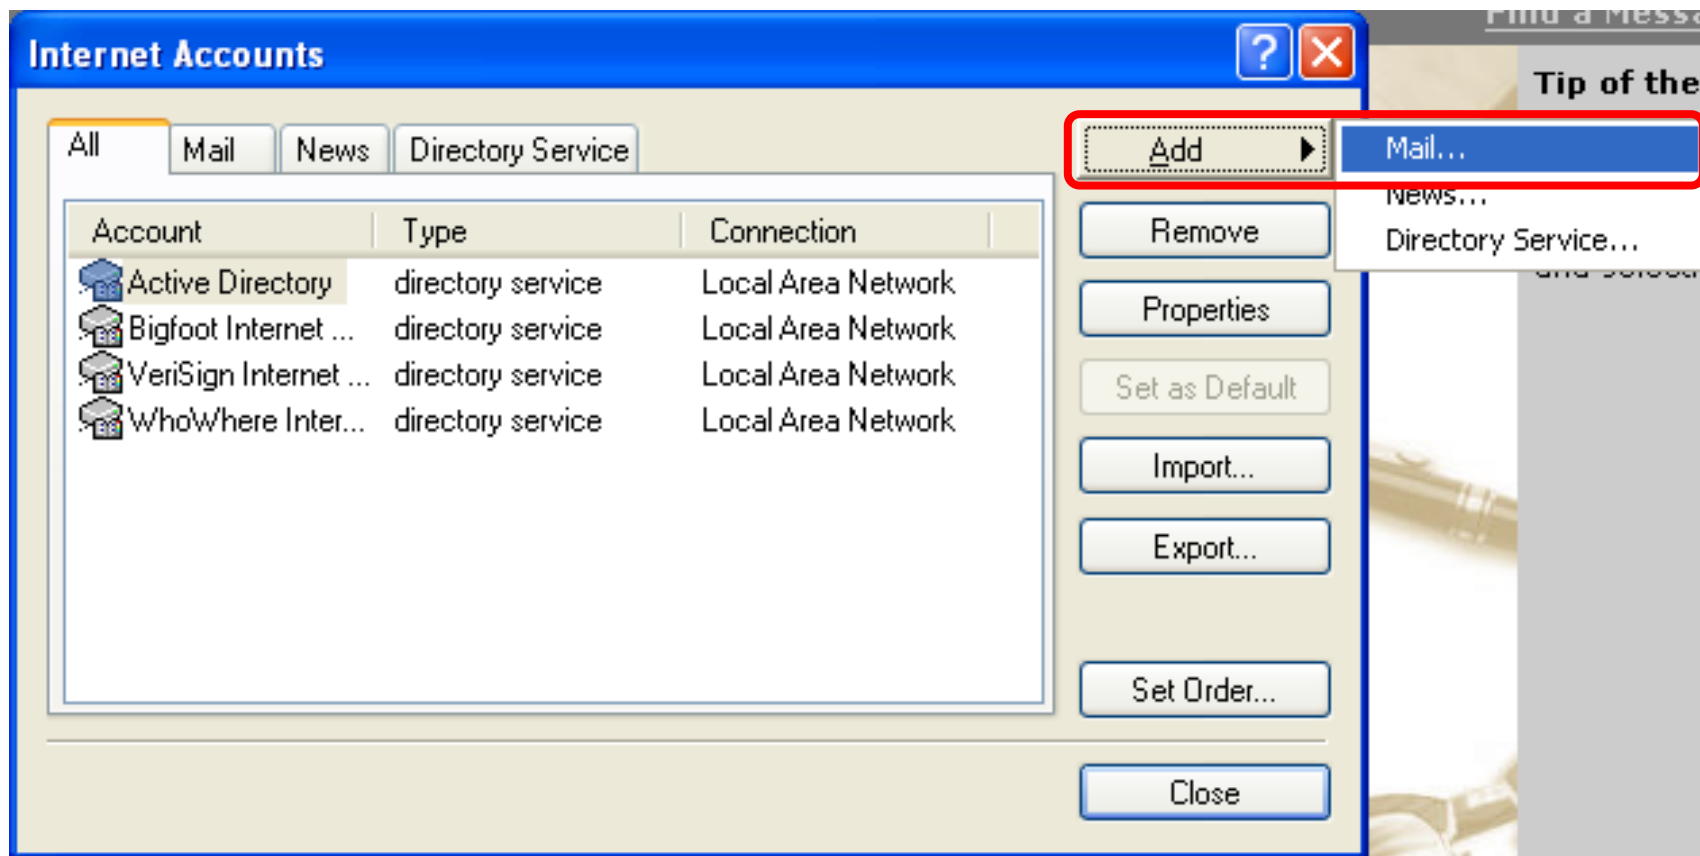 Find a Messa
Internet Accounts
Tip of the
All
Mail
News
Directory Service
Add
Mail...
News...
Directory Service...
Account Type Connection
Active Directory directory service Local Area Network
Bigfoot Internet ... directory service Local Area Network
VeriSign Internet ... directory service Local Area Network
WhoWhere Inter... directory service Local Area Network
Remove
Properties
Set as Default
Import...
Export...
Set Order...
Close